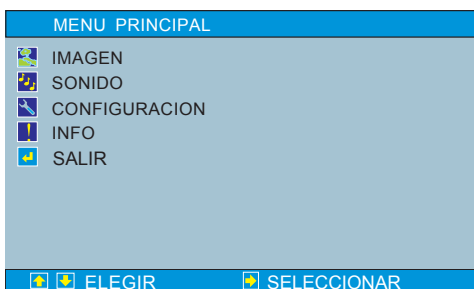 MENU PRINCIPAL
IMAGEN
SONIDO
CONFIGURACION
INFO
SALIR
ELEGIR SELECCIONAR